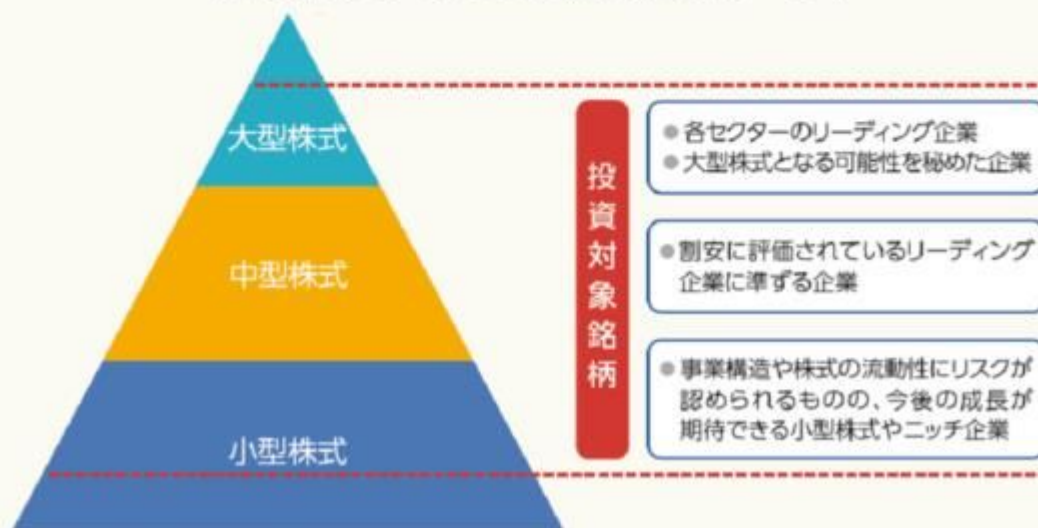 大型株式
中型株式
小型株式
投資対象銘柄
●各セクターのリーディング企業
●大型株式となる可能性を秘めた企業
●割安に評価されているリーディング
企業に準ずる企業
●事業構造や株式の流動性にリスクが
認められるものの、今後の成長が
期待できる小型株式やニッチ企業